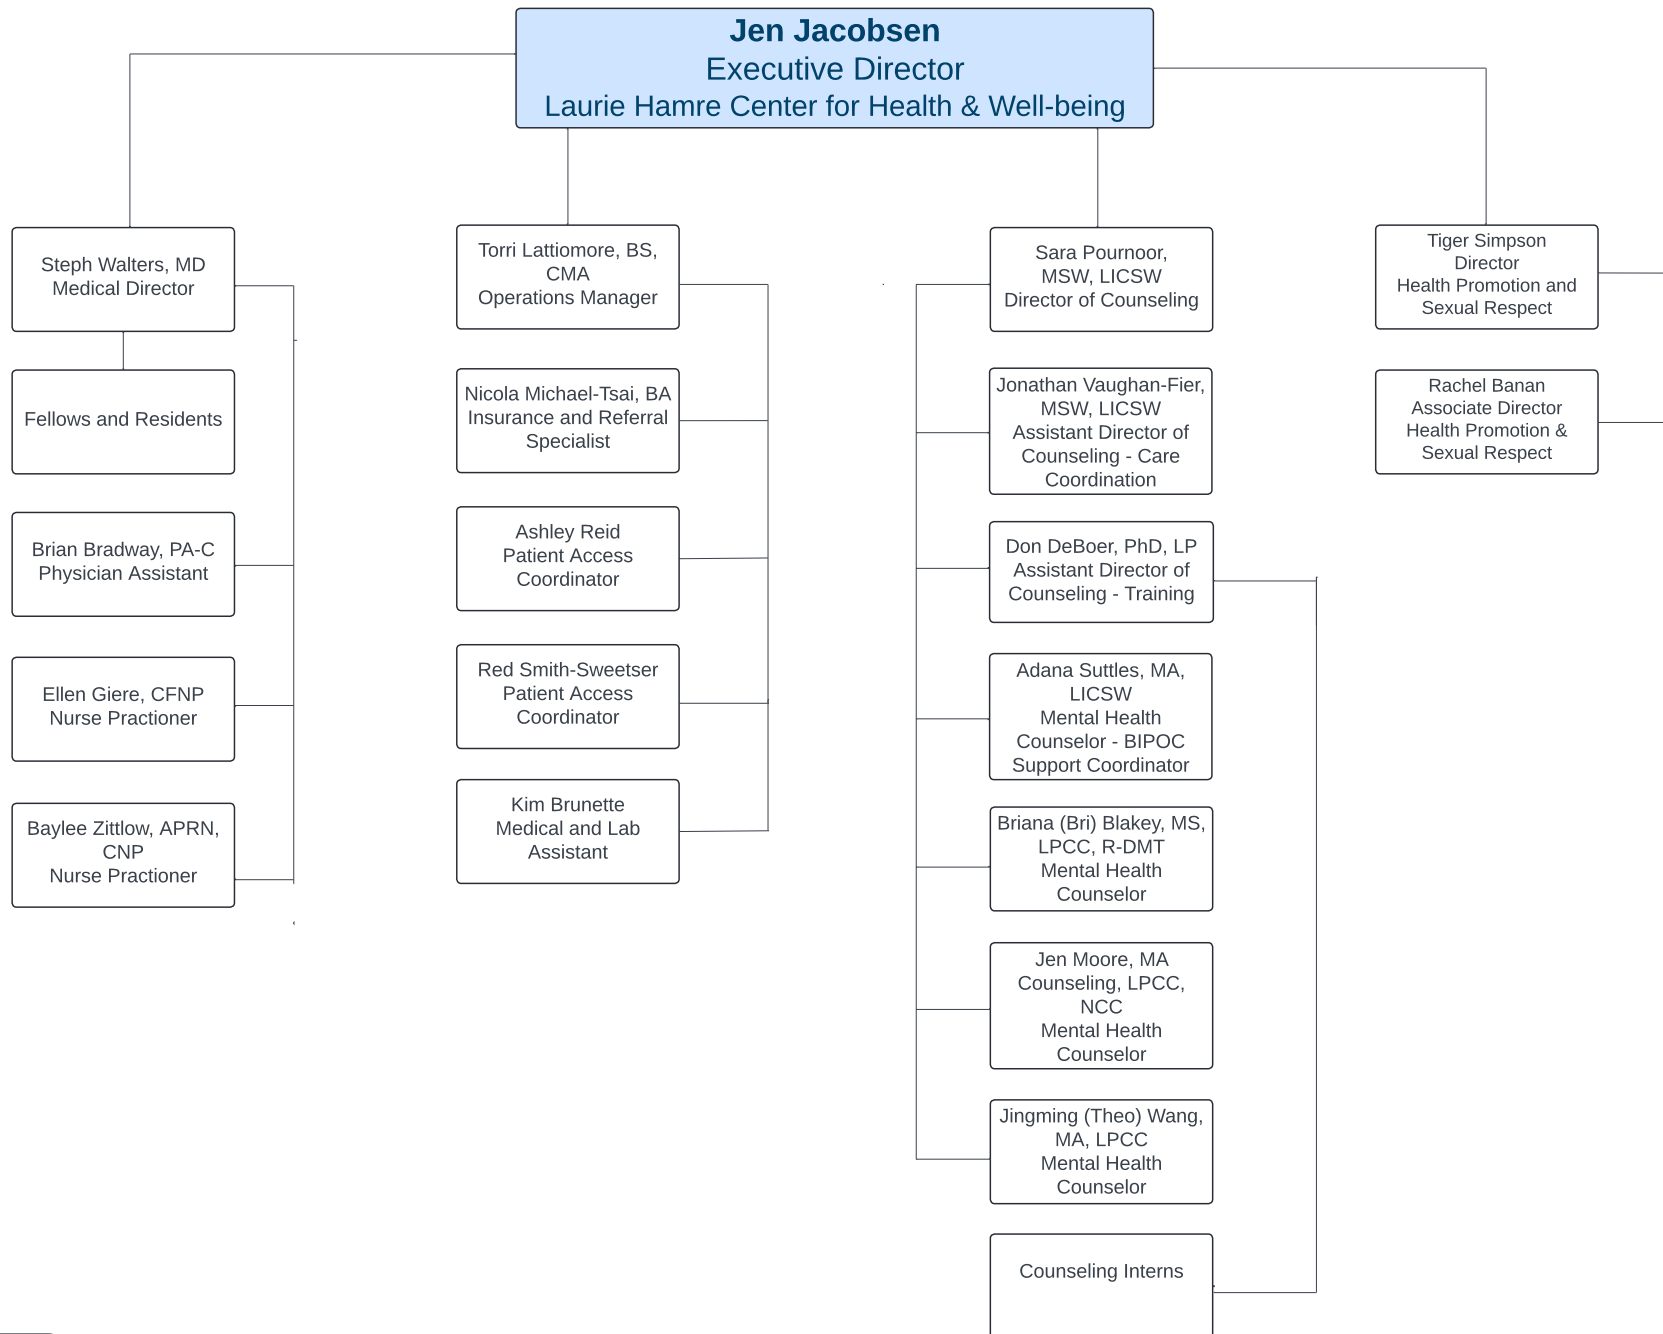 Jen Jacobsen
Executive Director
Laurie Hamre Center for Health & Well-being
Steph Walters, MD
Medical Director
Fellows and Residents
Brian Bradway, PA-C
Physician Assistant
Ellen Giere, CFNP
Nurse Practioner
Baylee Zittlow, APRN,
CNP
Nurse Practioner
Torri Lattiomore, BS,
CMA
Operations Manager
Nicola Michael-Tsai, BA
Insurance and Referral
Specialist
Ashley Reid
Patient Access
Coordinator
Red Smith-Sweetser
Patient Access
Coordinator
Kim Brunette
Medical and Lab
Assistant
Sara Pournoor,
MSW, LICSW
Director of Counseling
Jonathan Vaughan-Fier,
MSW, LICSW
Assistant Director of
Counseling - Care
Coordination
Don DeBoer, PhD, LP
Assistant Director of
Counseling - Training
Adana Suttles, MA,
LICSW
Mental Health
Counselor - BIPOC
Support Coordinator
Briana (Bri) Blakey, MS,
LPCC, R-DMT
Mental Health
Counselor
Jen Moore, MA
Counseling, LPCC,
NCC
Mental Health
Counselor
Jingming (Theo) Wang,
MA, LPCC
Mental Health
Counselor
Counseling Interns
Tiger Simpson
Director
Health Promotion and
Sexual Respect
Rachel Banan
Associate Director
Health Promotion &
Sexual Respect